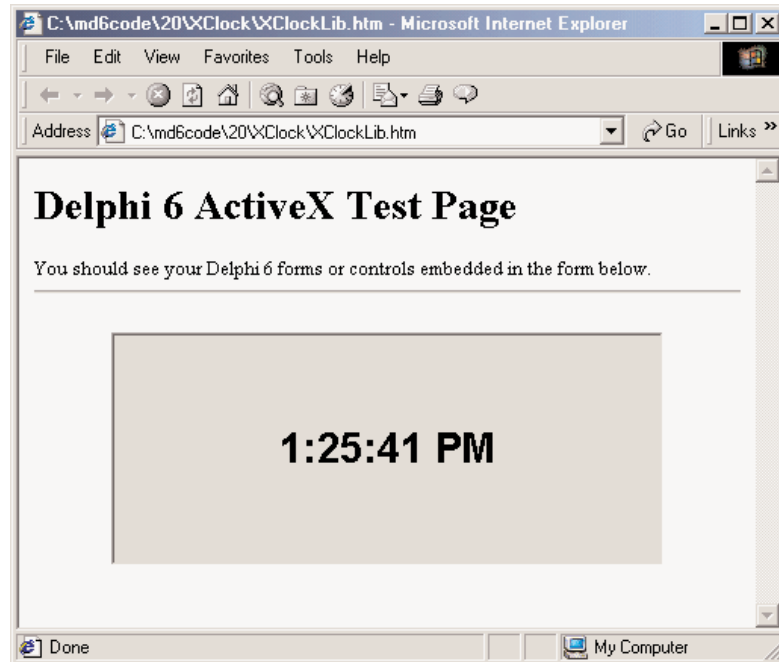 C:\md6code\20\XClock\XClockLib.htm - Microsoft Internet Explorer
File Edit View Favorites Tools Help
Address C:\md6code\20\XClock\XClockLib.htm Go Links »
Delphi 6 ActiveX Test Page
You should see your Delphi 6 forms or controls embedded in the form below.
1:25:41 PM
Done My Computer